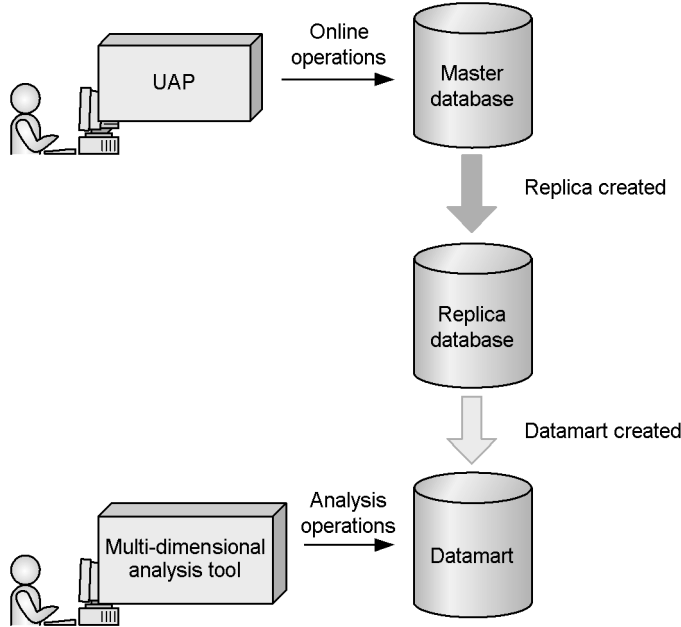 Online
operations
UAP
Master
database
Replica created
Replica
database
Datamart created
Analysis
operations
Multi-dimensional
analysis tool
Datamart